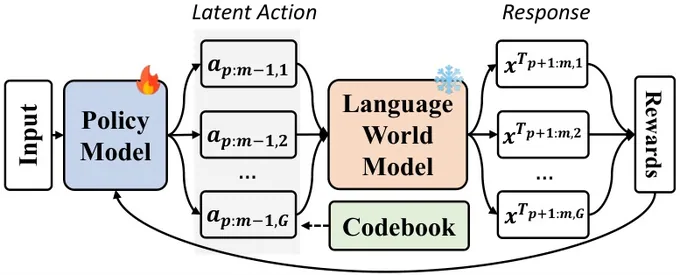 Latent Action
Response
Input
Policy
Model
a_{p:m-1,1}
a_{p:m-1,2}
...
a_{p:m-1,G}
Language
World
Model
Codebook
x^{T_{p+1:m,1}}
x^{T_{p+1:m,2}}
...
x^{T_{p+1:m,G}}
Rewards